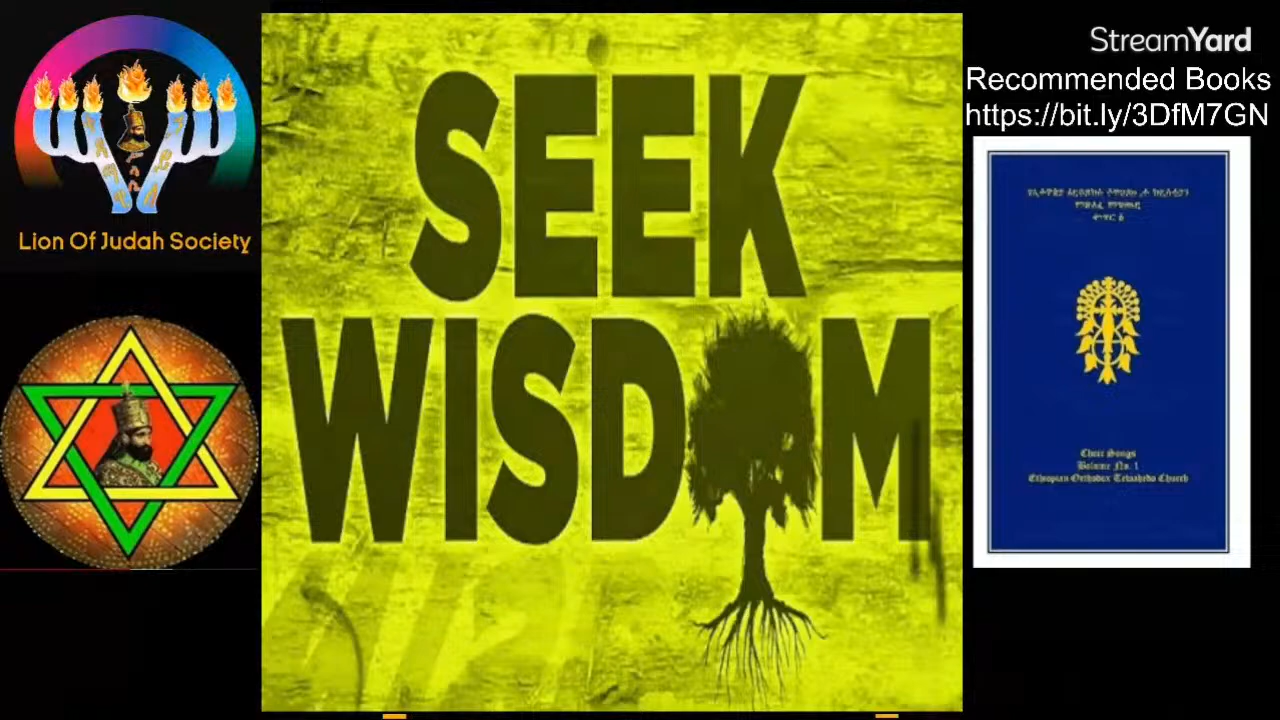 Lion Of Judah Society
SEEK
WISDOM
StreamYard
Recommended Books
https://bit.ly/3DfM7GN
Choir Songs
Volume No. 1
Ethiopian Orthodox Tewahedo Church